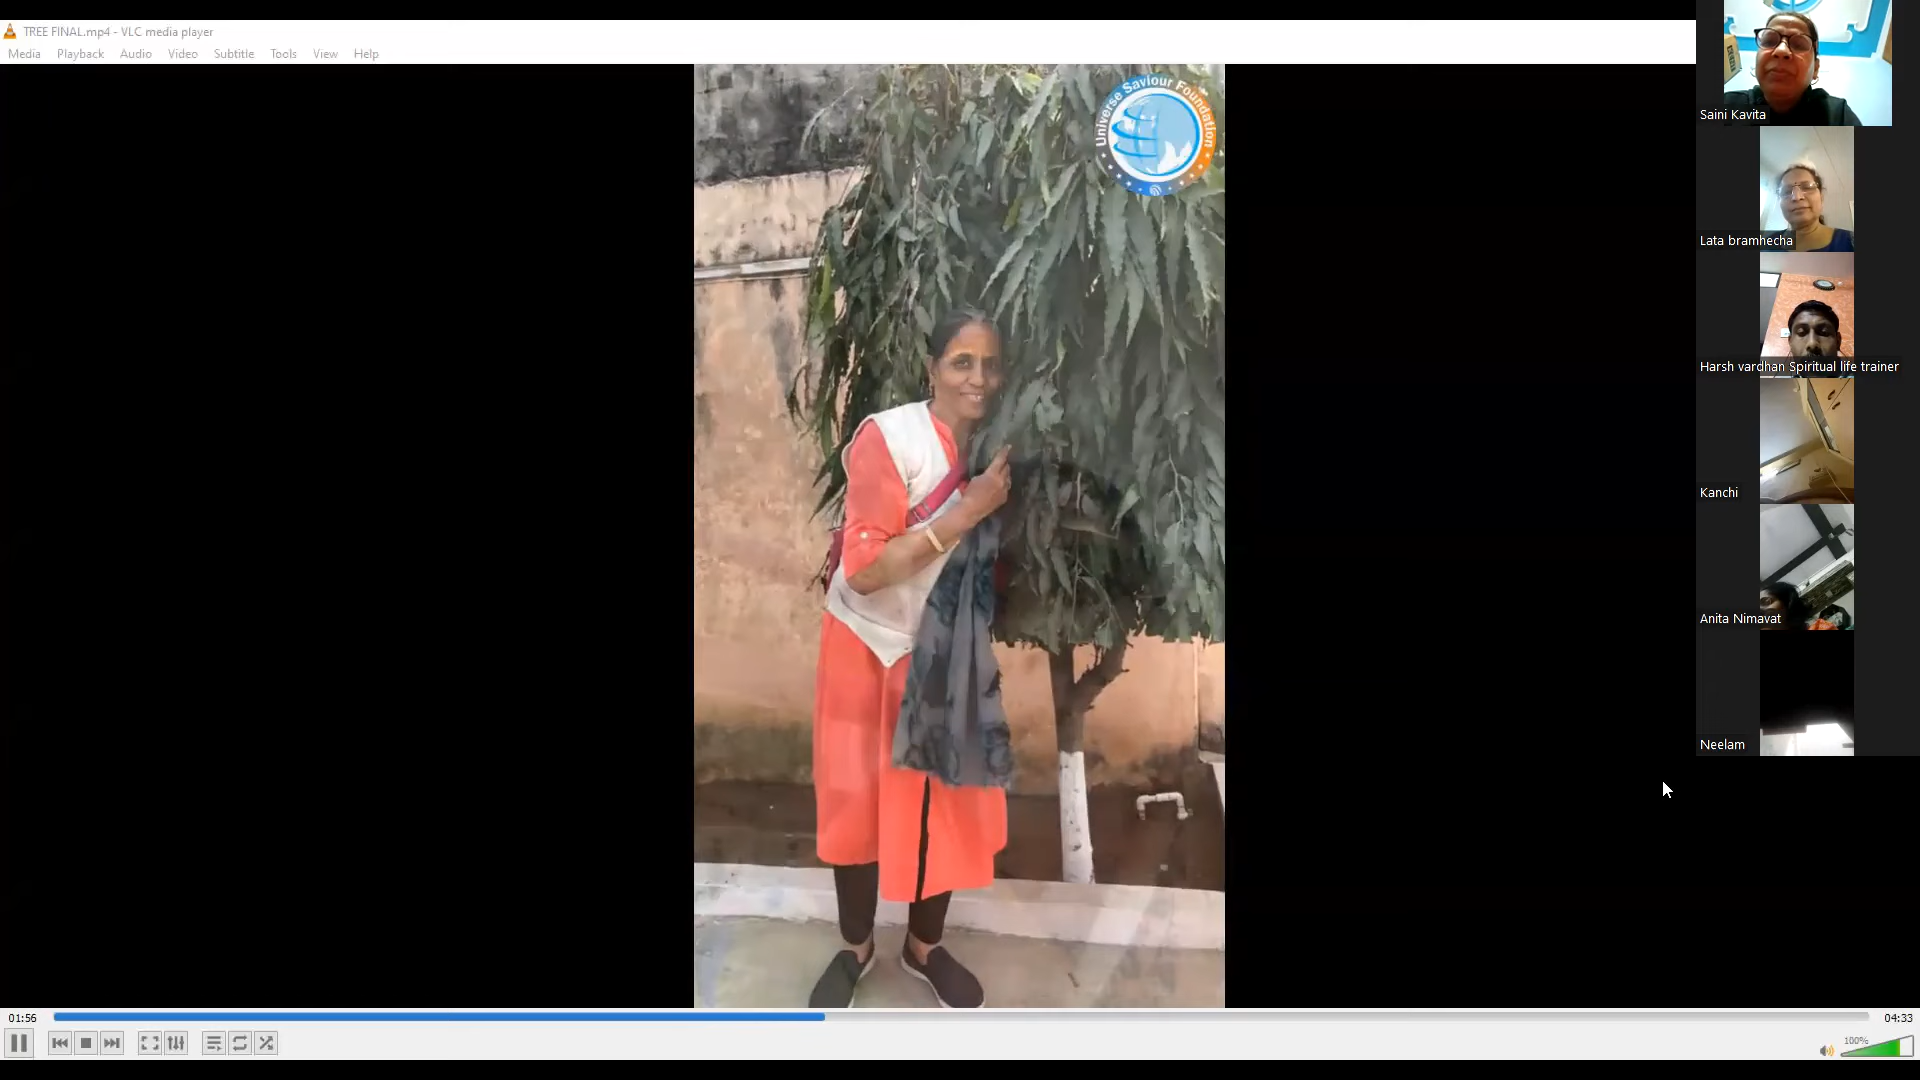 TREE FINAL.mp4 - VLC media player
Media Playback Audio Video Subtitle Tools View Help
Universe Saviour Foundation
Saini Kavita
Lata bramhecha
Harsh vardhan Spiritual life trainer
Kanchi
Anita Nimavat
Neelam
01:56
04:33
100%